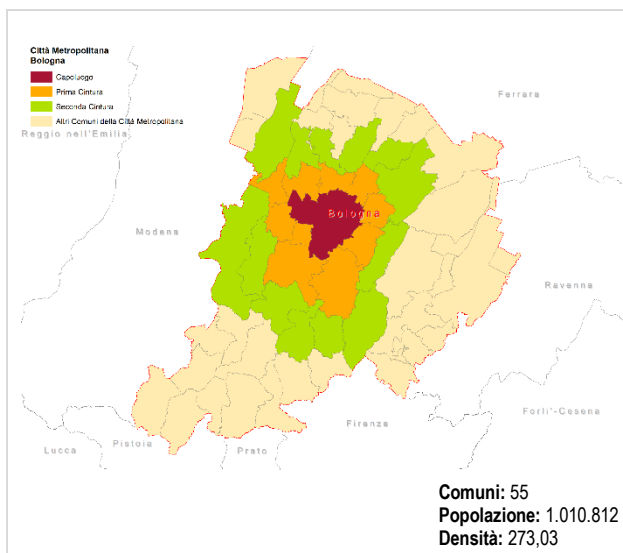 Città Metropolitana
Bologna
Capoluogo
Prima Cintura
Seconda Cintura
Altri Comuni della Città Metropolitana
Ferrara
Reggio nell'Emilia
Bologna
Modena
Ravenna
Forli'-Cesena
Firenze
Pistoia
Lucca
Prato
Comuni: 55
Popolazione: 1.010.812
Densità: 273,03